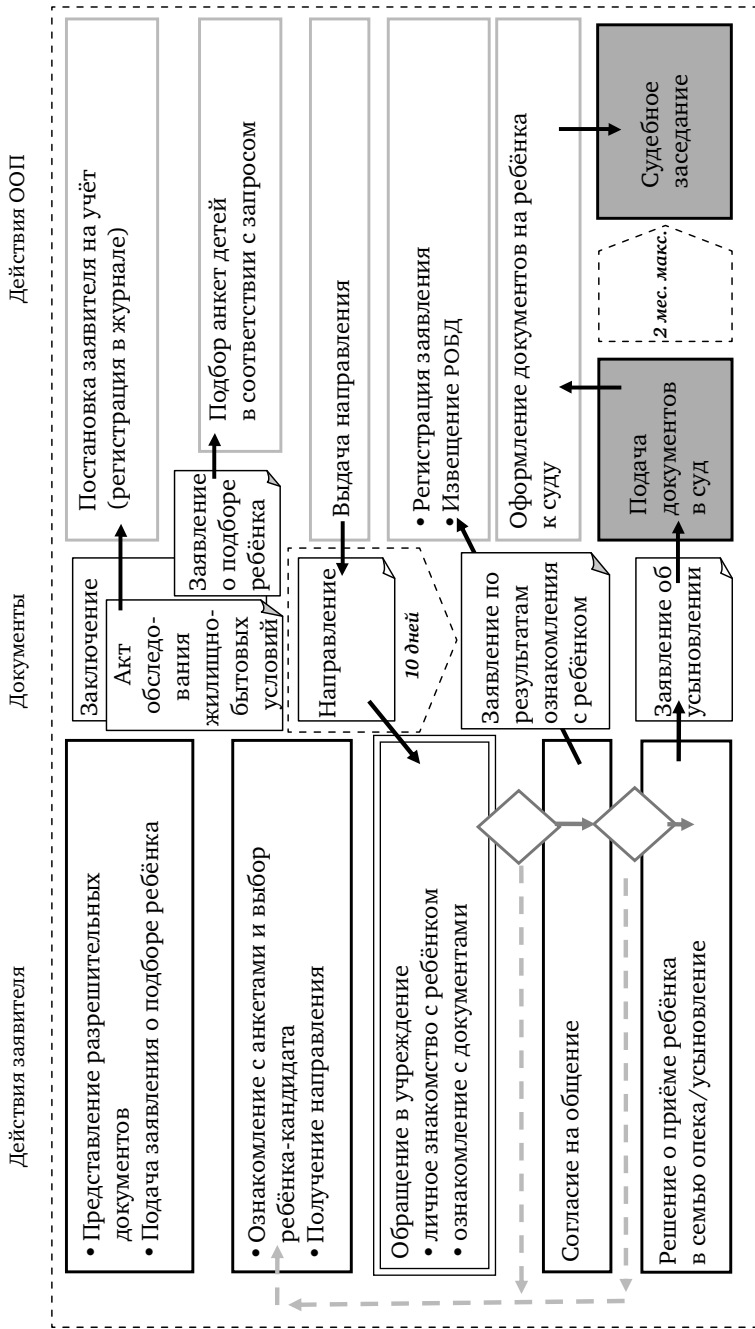 Действия заявителя
Документы
Действия ООП
• Представление разрешительных
документов
• Подача заявления о подборе ребёнка
Заключение
Акт
обследо-
вания
жилищно-
бытовых
условий
Заявление
о подборе
ребёнка
Постановка заявителя на учёт
(регистрация в журнале)
• Ознакомление с анкетами и выбор
ребёнка-кандидата
• Получение направления
Подбор анкет детей
в соответствии с запросом
Направление
10 дней
Выдача направления
Обращение в учреждение
• личное знакомство с ребёнком
• ознакомление с документами
Заявление по
результатам
ознакомления
с ребёнком
• Регистрация заявления
• Извещение РОБД
Согласие на общение
Оформление документов на ребёнка
к суду
Решение о приёме ребёнка
в семью опека/усыновление
Заявление об
усыновлении
Подача
документов
в суд
2 мес. макс.
Судебное
заседание